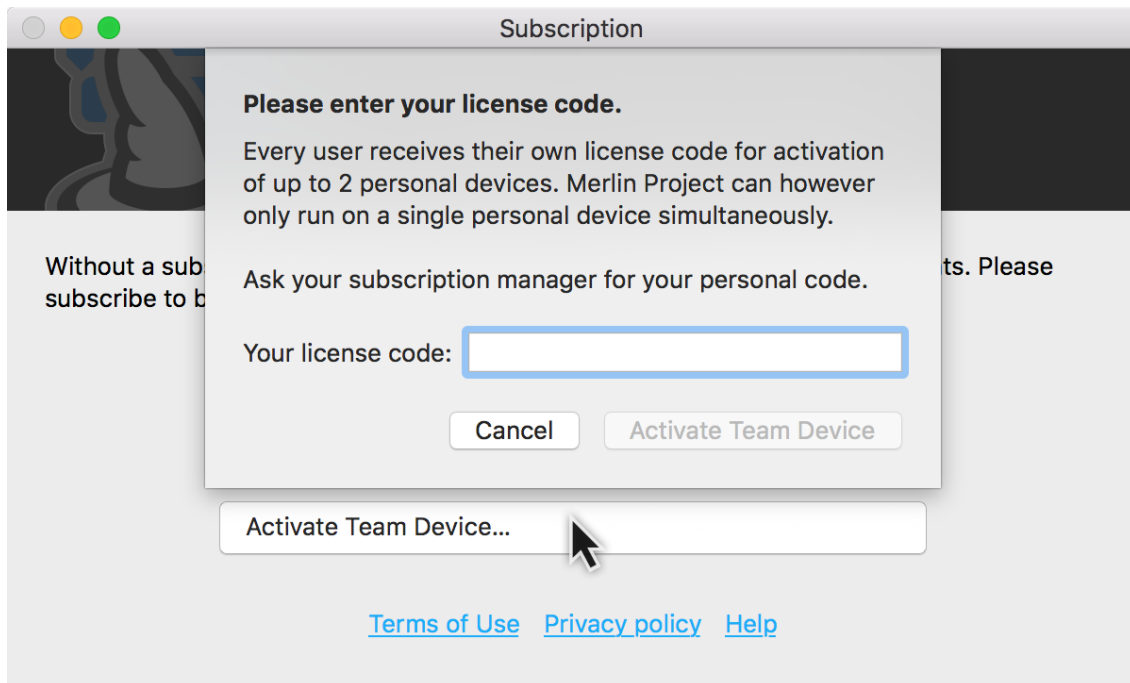 Subscription
Please enter your license code.
Every user receives their own license code for activation
of up to 2 personal devices. Merlin Project can however
only run on a single personal device simultaneously.
Ask your subscription manager for your personal code.
Without a sub
ts. Please
subscribe to b
Your license code:
Cancel Activate Team Device
Activate Team Device...
Terms of Use Privacy policy Help